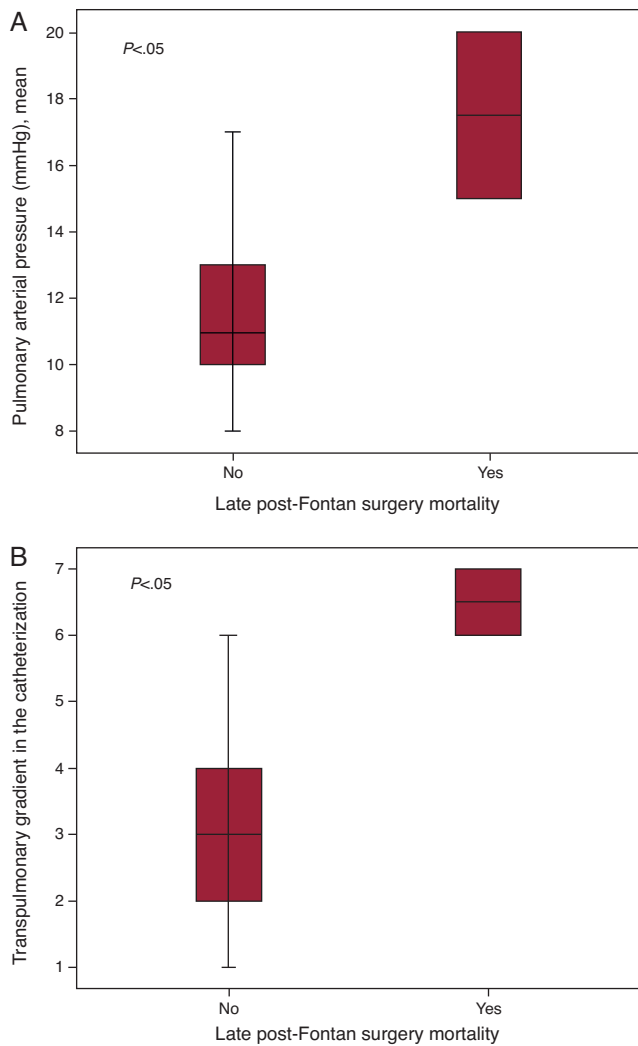 A
P<.05
Pulmonary arterial pressure (mmHg), mean
20
18
16
14
12
10
8
No
Yes
Late post-Fontan surgery mortality
B
P<.05
Transpulmonary gradient in the catheterization
7
6
5
4
3
2
1
No
Yes
Late post-Fontan surgery mortality